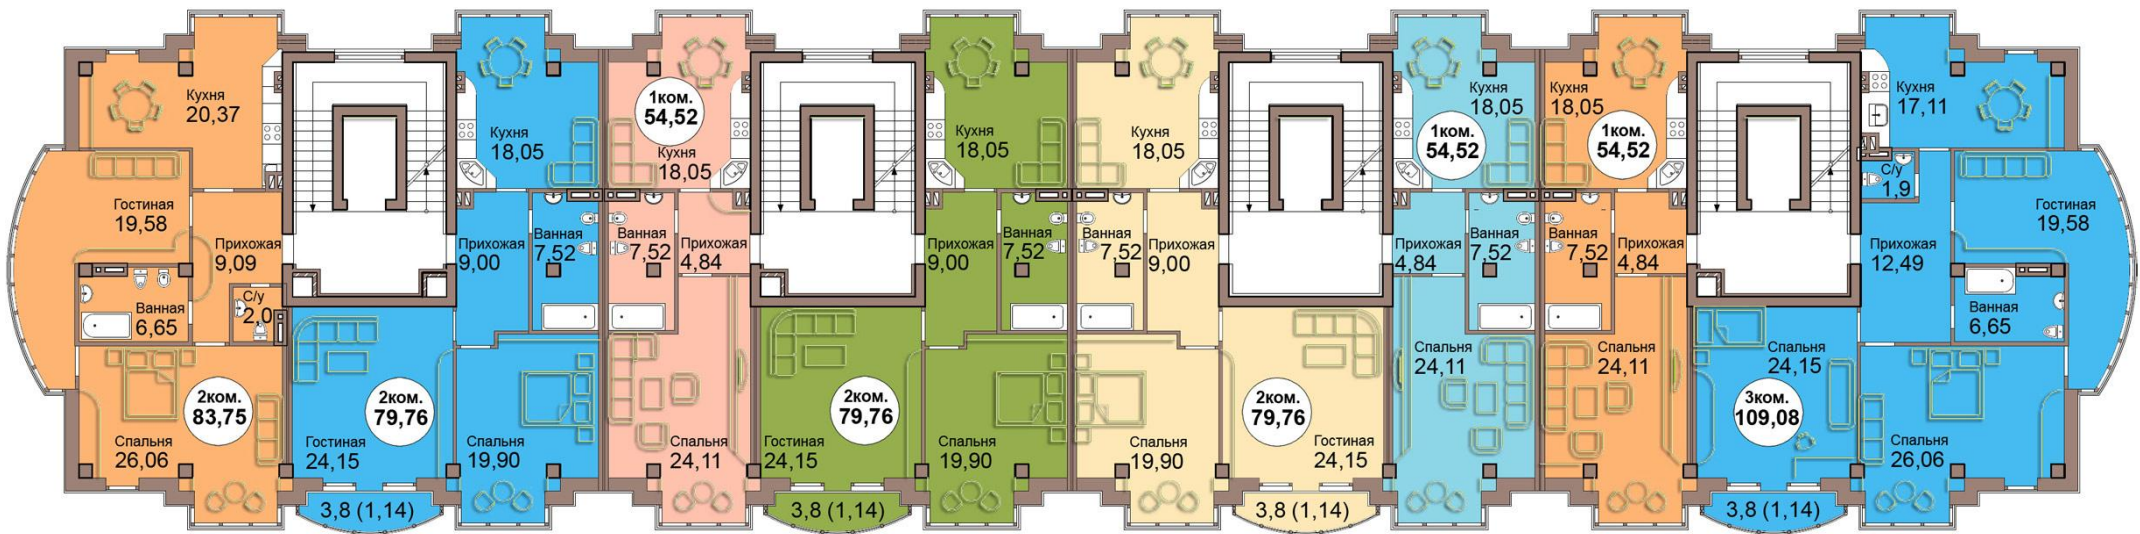 Кухня
20,37
Гостиная
19,58
Прихожая
9,09
Ванная
6,65
С/у
2,0
2ком.
83,75
Спальня
26,06
Кухня
18,05
Прихожая
9,00
Ванная
7,52
2ком.
79,76
Гостиная
24,15
Спальня
19,90
3,8 (1,14)
1ком.
54,52
Кухня
18,05
Ванная
7,52
Прихожая
4,84
Спальня
24,11
Кухня
18,05
Прихожая
9,00
Ванная
7,52
2ком.
79,76
Гостиная
24,15
Спальня
19,90
3,8 (1,14)
Кухня
18,05
Ванная
7,52
Прихожая
9,00
2ком.
79,76
Спальня
19,90
Гостиная
24,15
3,8 (1,14)
Кухня
18,05
1ком.
54,52
Прихожая
4,84
Ванная
7,52
Спальня
24,11
Кухня
18,05
1ком.
54,52
Ванная
7,52
Прихожая
4,84
Спальня
24,11
Кухня
17,11
С/у
1,9
Гостиная
19,58
Прихожая
12,49
Ванная
6,65
Спальня
24,15
3ком.
109,08
Спальня
26,06
3,8 (1,14)